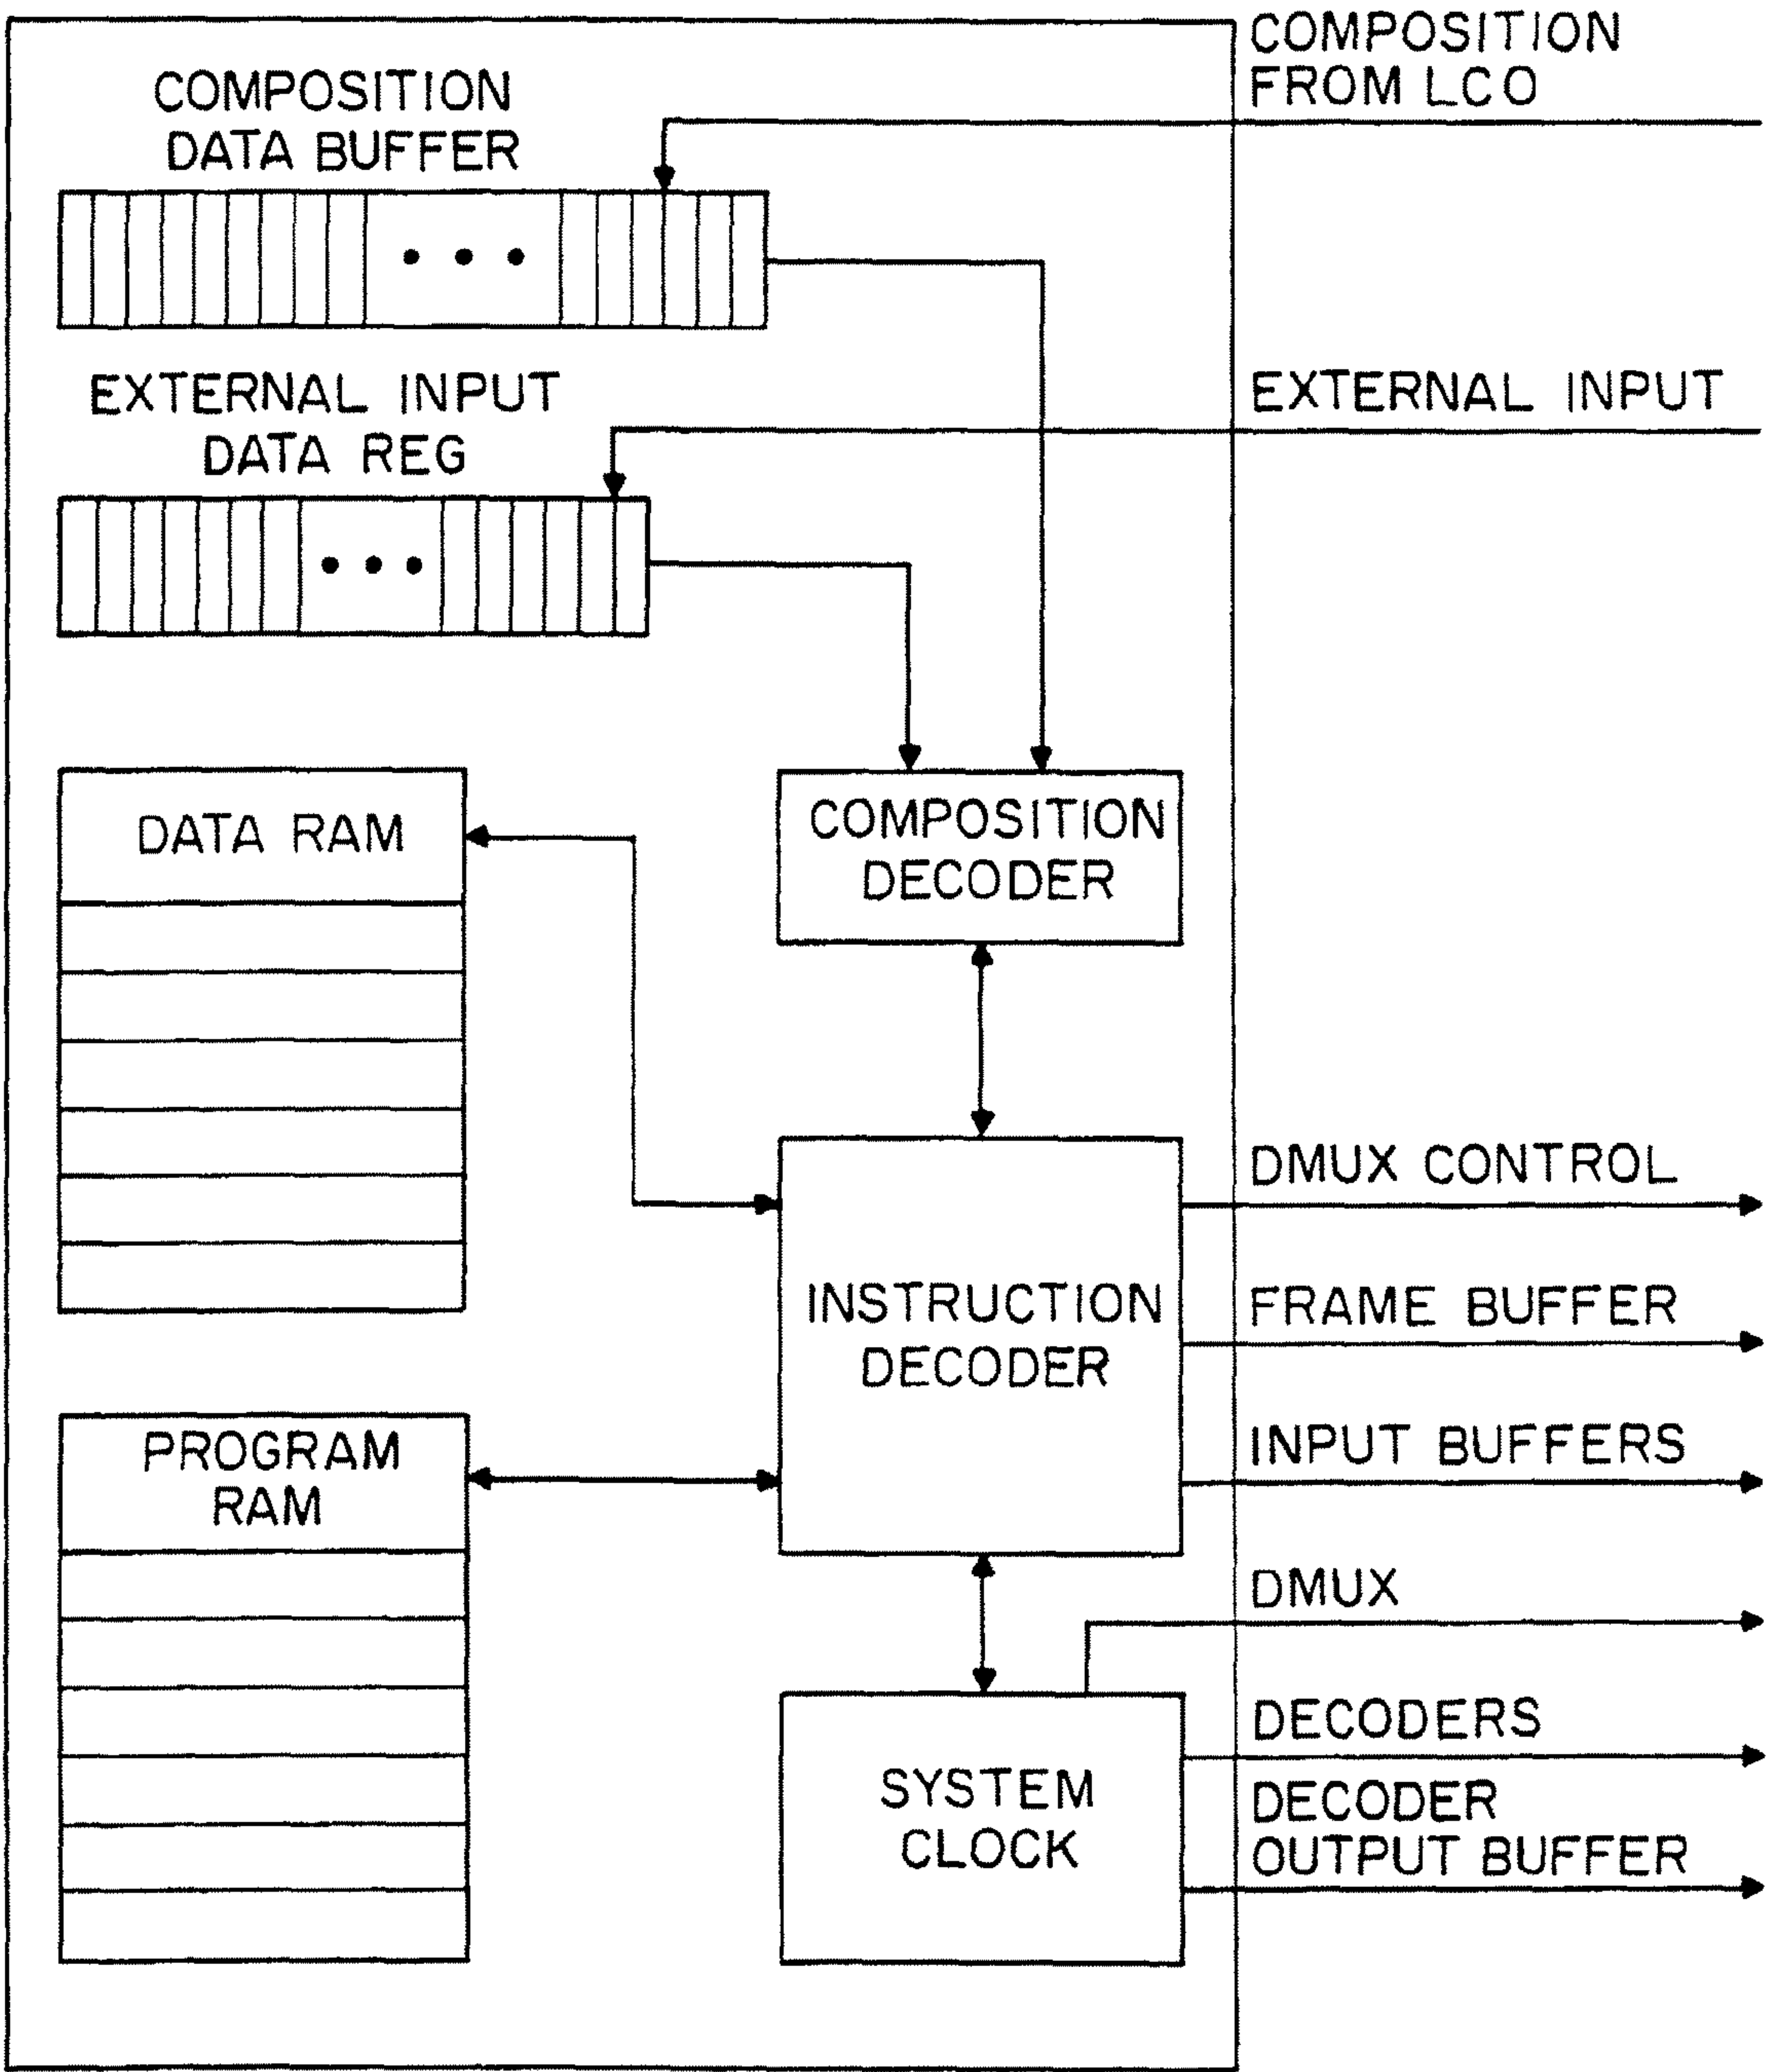 COMPOSITION
FROM LCO
COMPOSITION
DATA BUFFER
EXTERNAL INPUT
EXTERNAL INPUT
DATA REG
DATA RAM
COMPOSITION
DECODER
DMUX CONTROL
INSTRUCTION
DECODER
FRAME BUFFER
PROGRAM
RAM
INPUT BUFFERS
DMUX
SYSTEM
CLOCK
DECODERS
DECODER
OUTPUT BUFFER